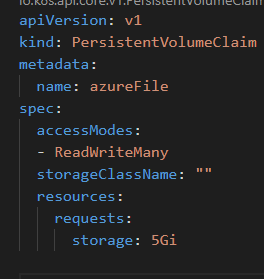 io.k8s.api.core.v1.PersistentVolumeClaim
apiVersion: v1
kind: PersistentVolumeClaim
metadata:
  name: azureFile
spec:
  accessModes:
  - ReadWriteMany
  storageClassName: ""
  resources:
    requests:
      storage: 5Gi